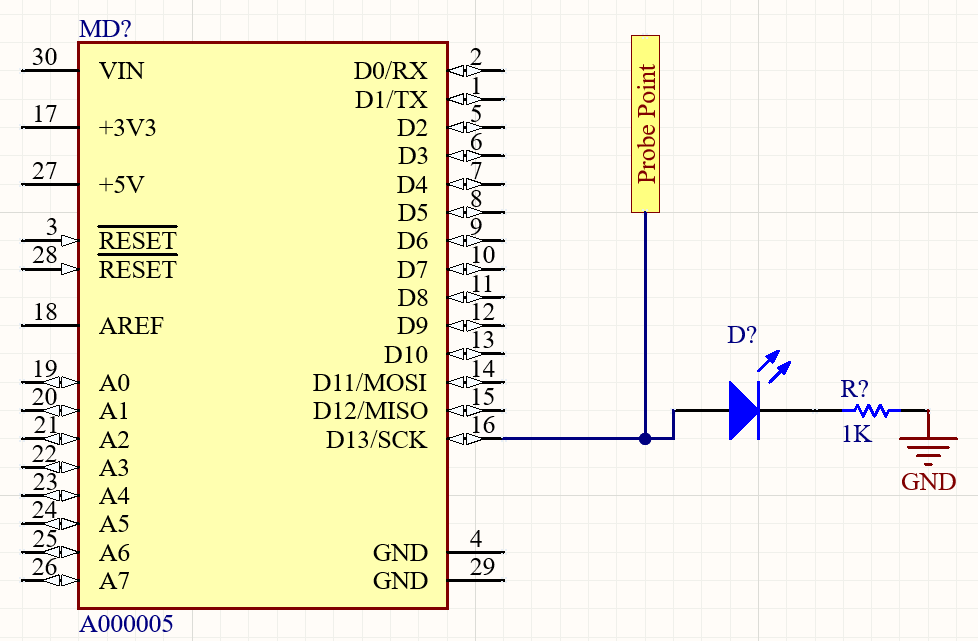 MD?
30 VIN D0/RX 2
D1/TX 1
17 +3V3 D2 5
D3 6
27 +5V D4 7
D5 8
3 RESET D6 9
28 RESET D7 10
D8 11
18 AREF D9 12
D10 13
19 A0 D11/MOSI 14
20 A1 D12/MISO 15
21 A2 D13/SCK 16
22 A3
23 A4
24 A5
25 A6 GND 4
26 A7 GND 29
A000005
Probe Point
D?
R?
1K
GND